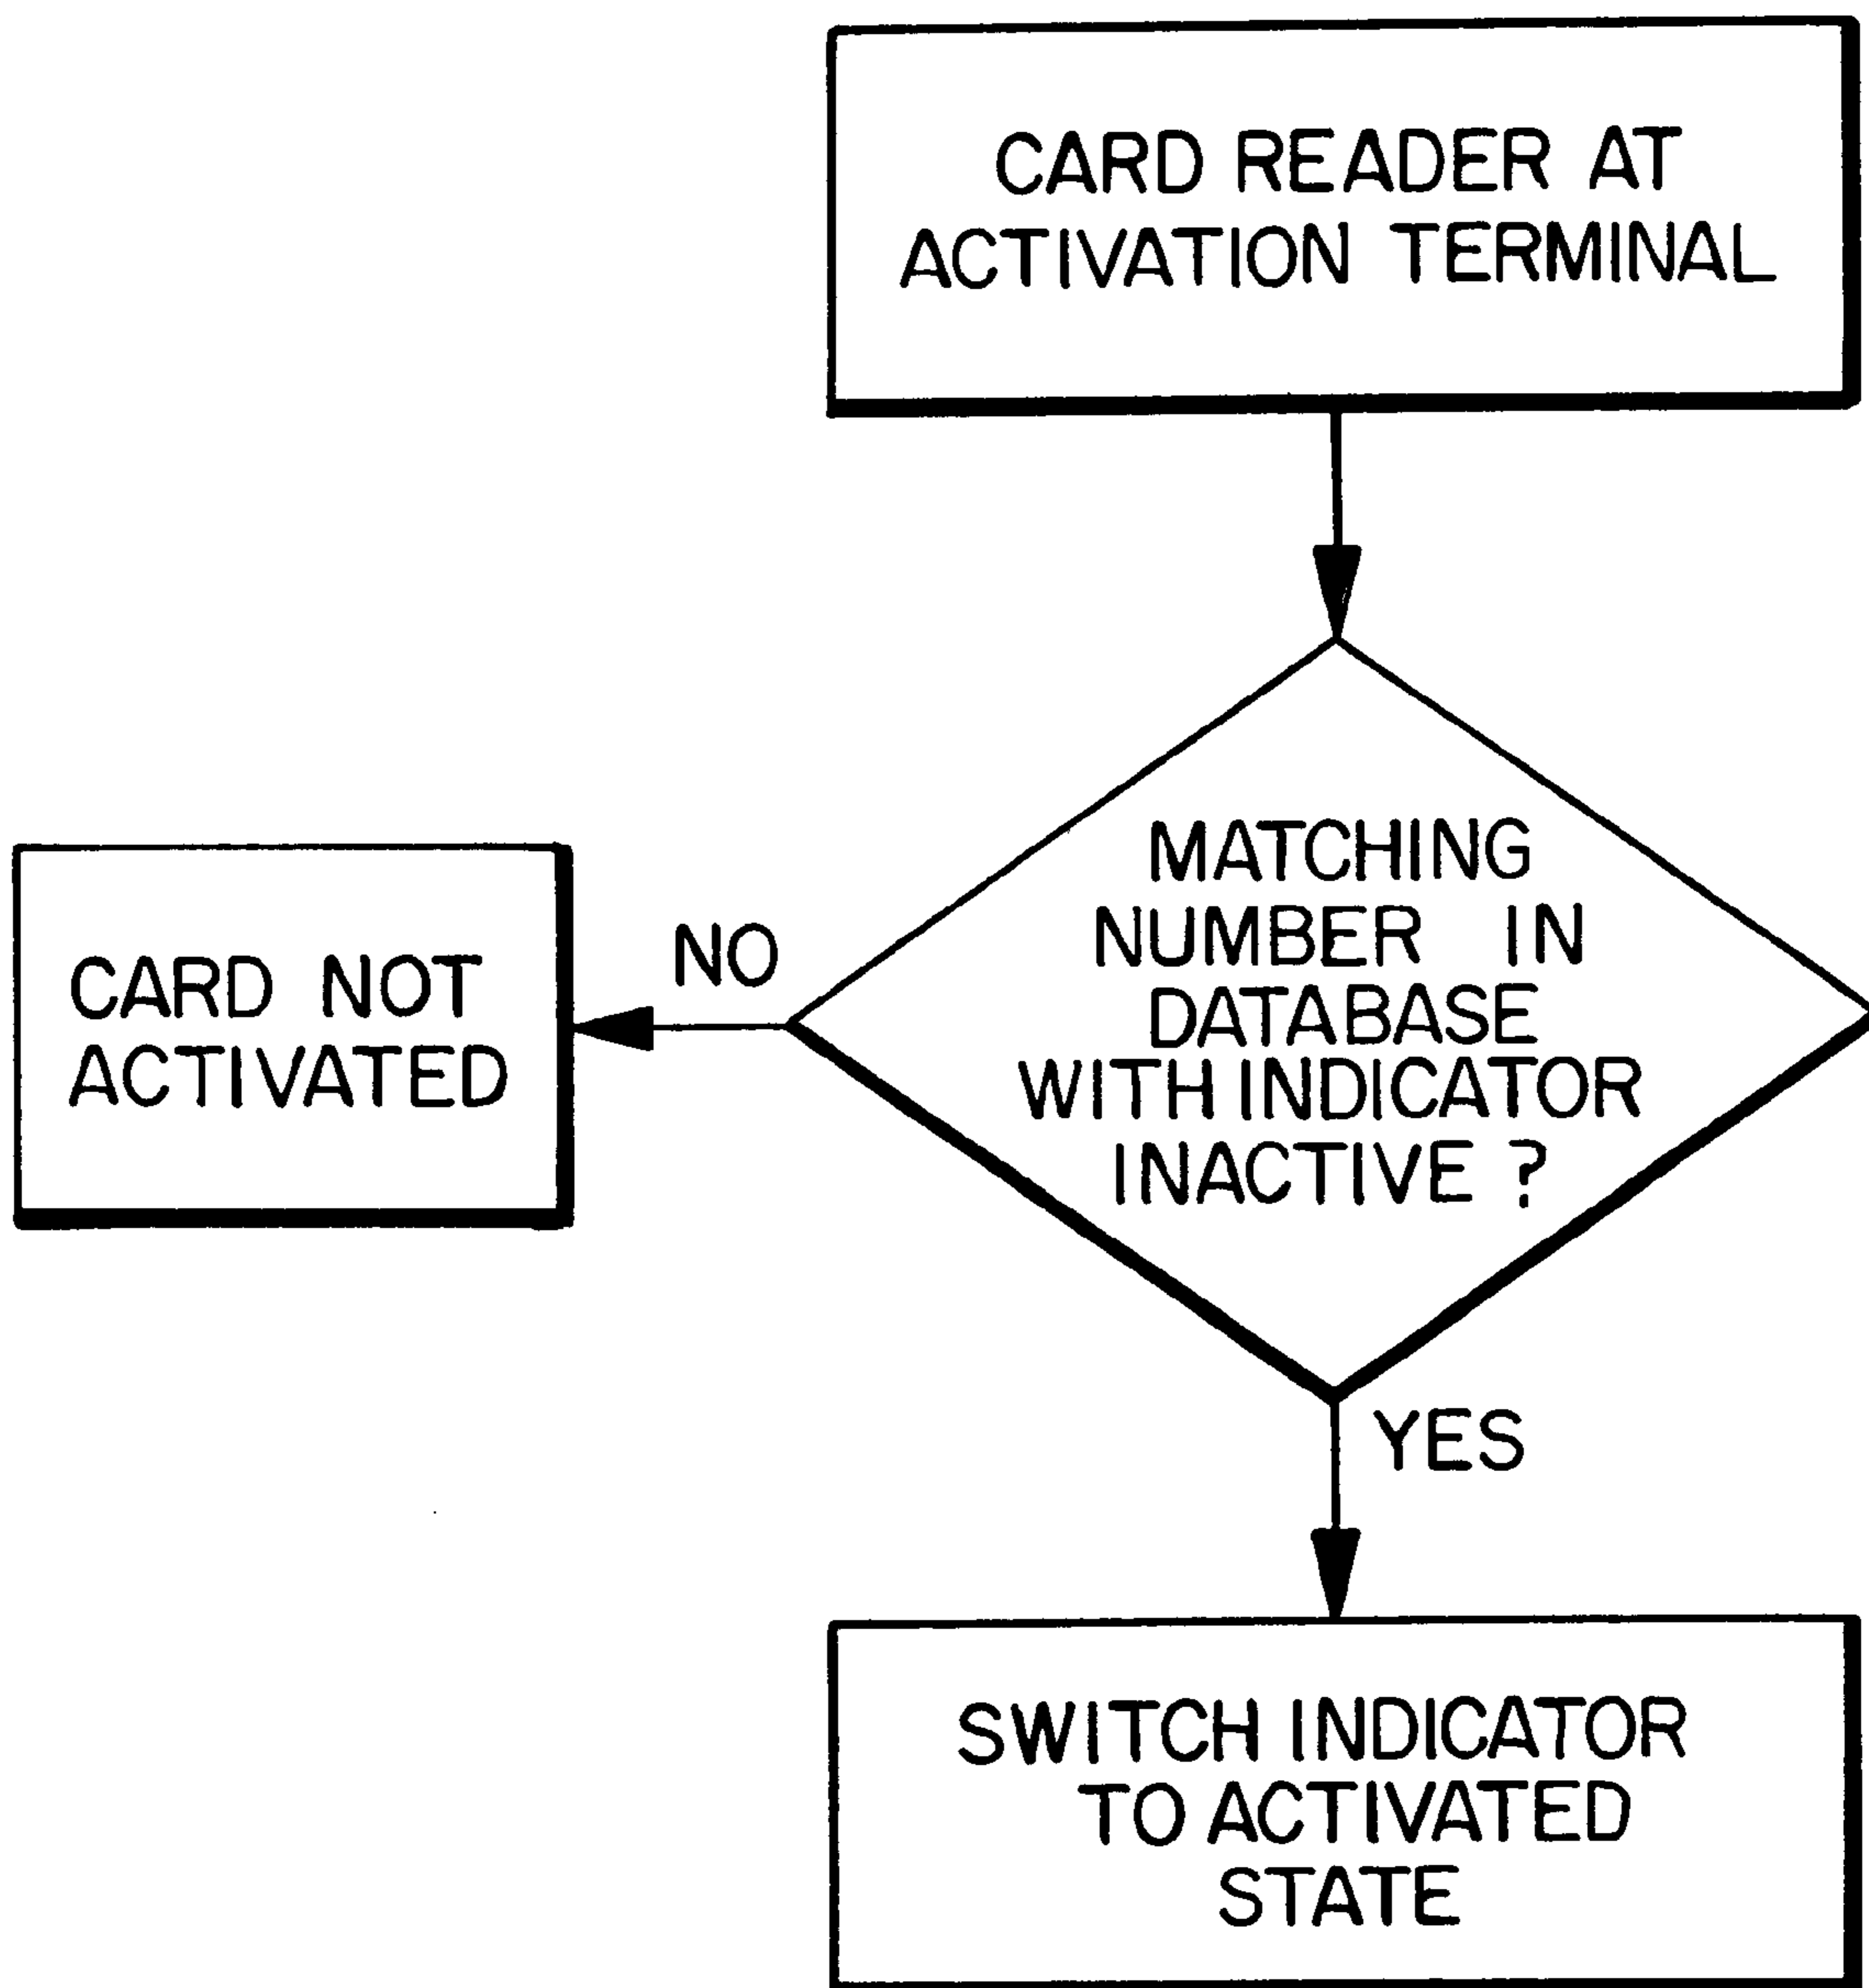 CARD READER AT
ACTIVATION TERMINAL
MATCHING
NUMBER IN
DATABASE
WITH INDICATOR
INACTIVE ?
NO
CARD NOT
ACTIVATED
YES
SWITCH INDICATOR
TO ACTIVATED
STATE